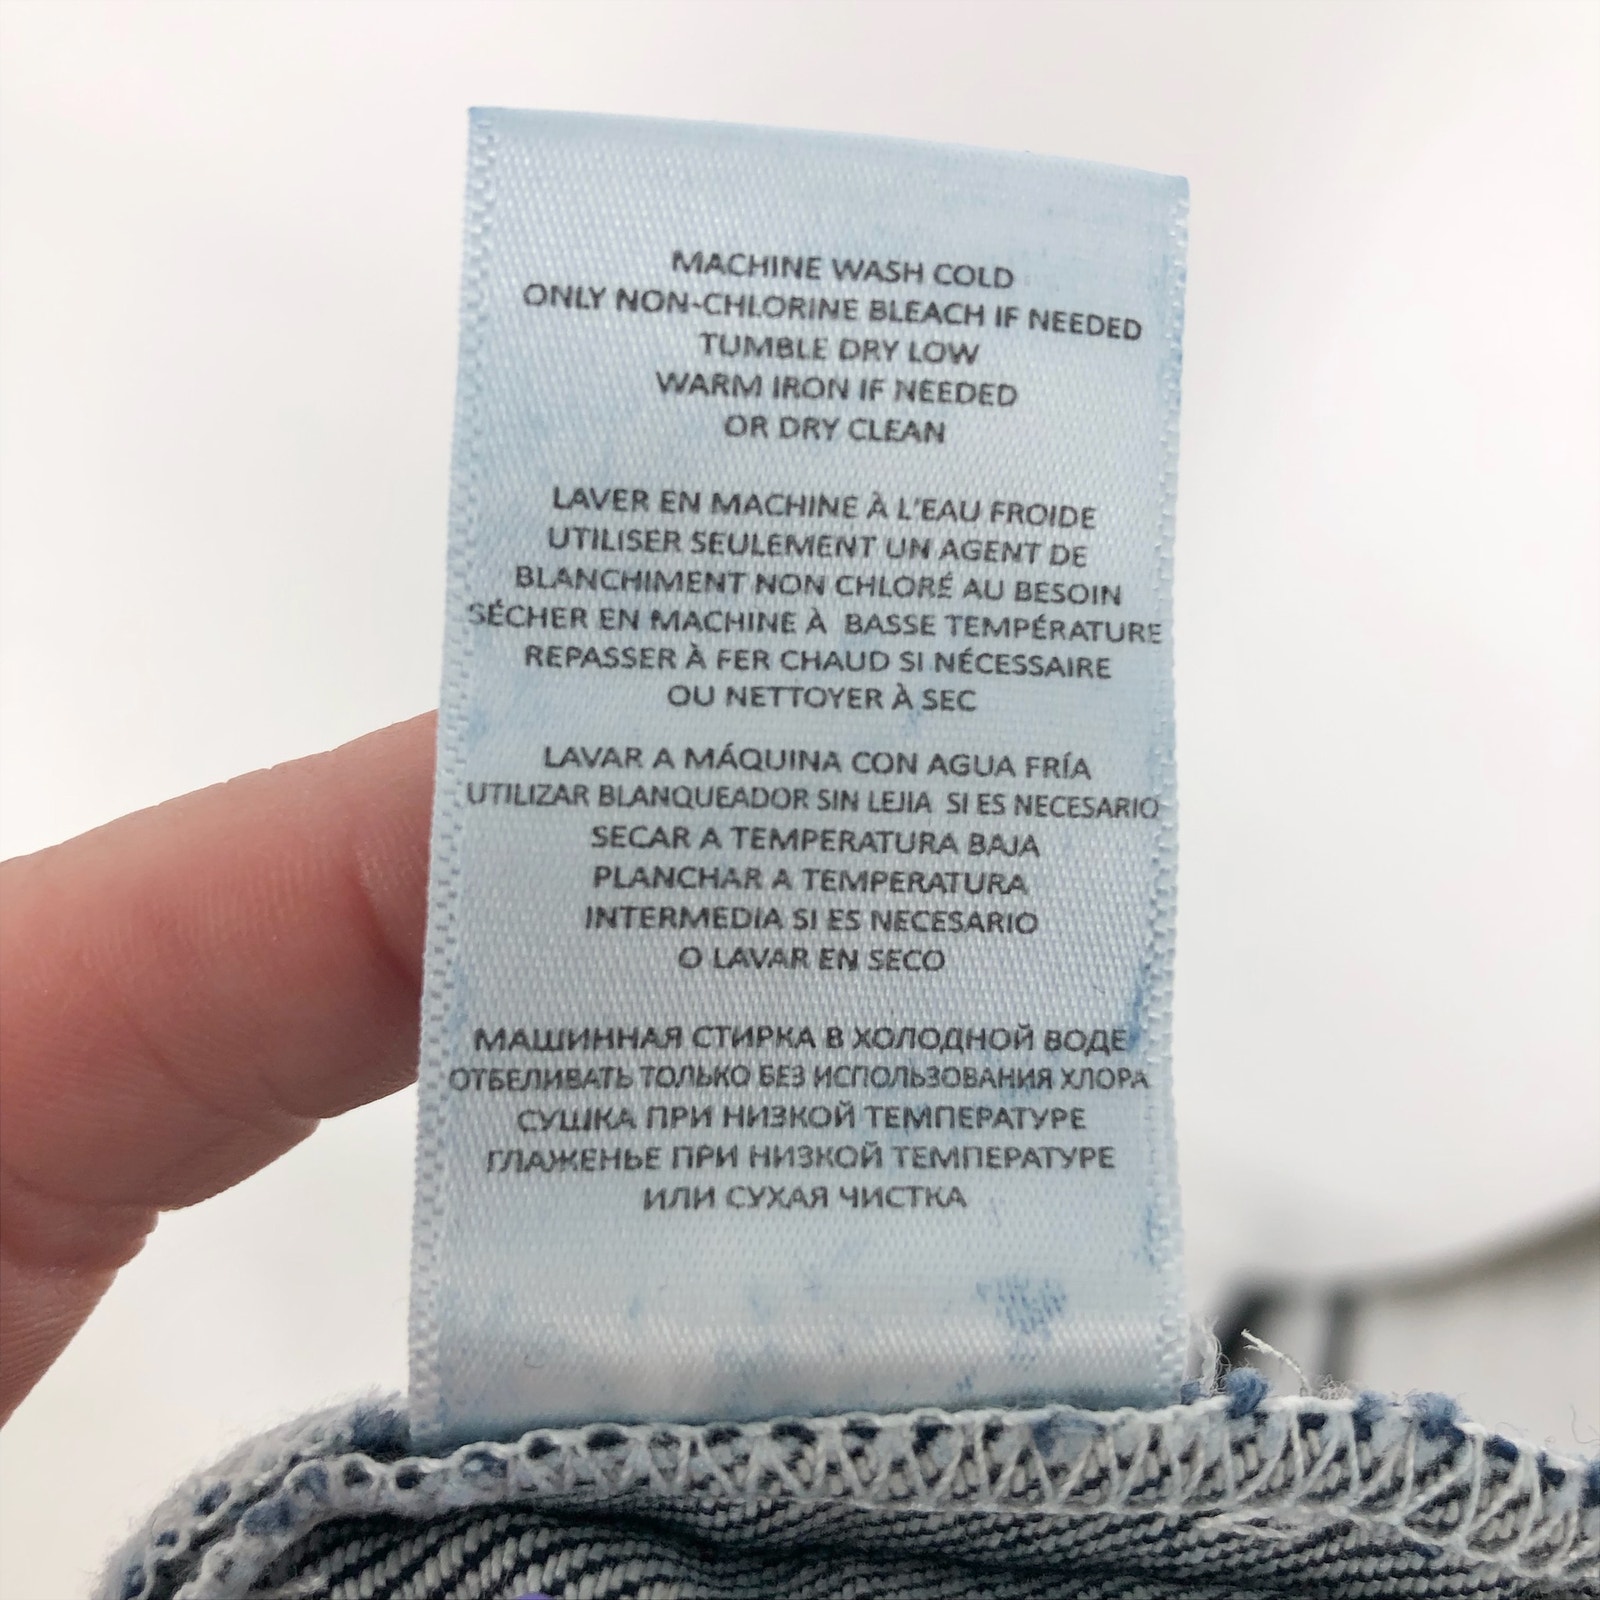 MACHINE WASH COLD
ONLY NON-CHLORINE BLEACH IF NEEDED
TUMBLE DRY LOW
WARM IRON IF NEEDED
OR DRY CLEAN
LAVER EN MACHINE À L'EAU FROIDE
UTILISER SEULEMENT UN AGENT DE
BLANCHIMENT NON CHLORÉ AU BESOIN
SÉCHER EN MACHINE À BASSE TEMPÉRATURE
REPASSER À FER CHAUD SI NÉCESSAIRE
OU NETTOYER À SEC
LAVAR A MÁQUINA CON AGUA FRÍA
UTILIZAR BLANQUEADOR SIN LEJIA SI ES NECESARIO
SECAR A TEMPERATURA BAJA
PLANCHAR A TEMPERATURA
INTERMEDIA SI ES NECESARIO
O LAVAR EN SECO
МАШИННАЯ СТИРКА В ХОЛОДНОЙ ВОДЕ
ОТБЕЛИВАТЬ ТОЛЬКО БЕЗ ИСПОЛЬЗОВАНИЯ ХЛОРА
СУШКА ПРИ НИЗКОЙ ТЕМПЕРАТУРЕ
ГЛАЖЕНЬЕ ПРИ НИЗКОЙ ТЕМПЕРАТУРЕ
ИЛИ СУХАЯ ЧИСТКА